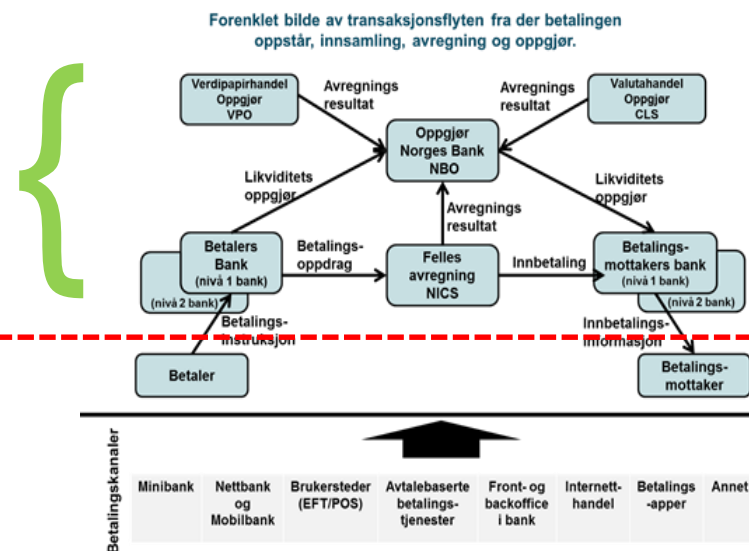 Forenklet bilde av transaksjonsflyten fra der betalingen
oppstår, innsamling, avregning og oppgjør.
Verdipapirhandel
Oppgjør
VPO
Avregnings
resultat
Avregnings
resultat
Valutahandel
Oppgjør
CLS
Oppgjør
Norges Bank
NBO
Likviditets
oppgjør
Likviditets
oppgjør
Avregnings
resultat
Betalers
Bank
(nivå 1 bank)
(nivå 2 bank)
Betalings-
oppdrag
Felles
avregning
NICS
Innbetaling
Betalings-
mottakers bank
(nivå 1 bank)
(nivå 2 bank)
Betalings-
instruksjon
Innbetalings-
informasjon
Betaler
Betalings-
mottaker
Betalingskanaler
Minibank
Nettbank
og
Mobilbank
Brukersteder
(EFT/POS)
Avtalebaserte
betalings-
tjenester
Front- og
backoffice
i bank
Internett-
handel
Betalings
-apper
Annet